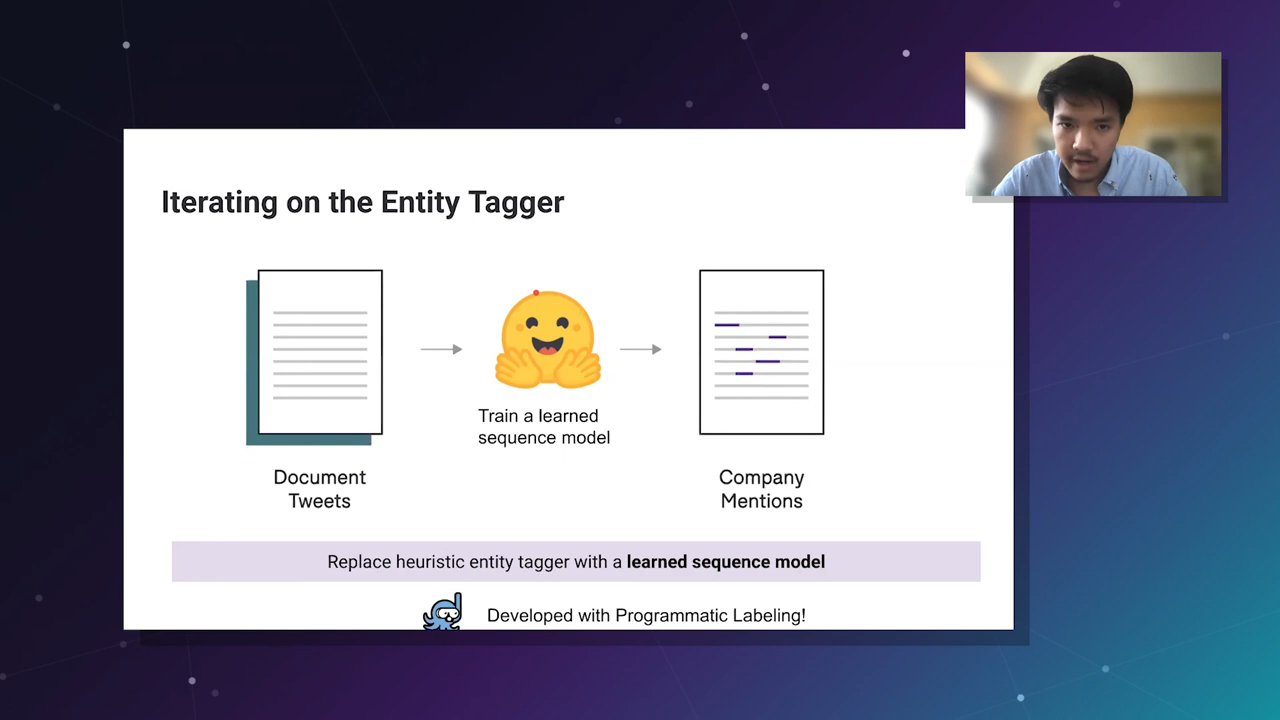 Iterating on the Entity Tagger
Train a learned
sequence model
Document
Tweets
Company
Mentions
Replace heuristic entity tagger with a learned sequence model
Developed with Programmatic Labeling!